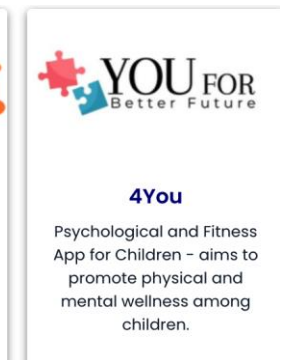 YOU FOR
Better Future
4You
Psychological and Fitness
App for Children - aims to
promote physical and
mental wellness among
children.